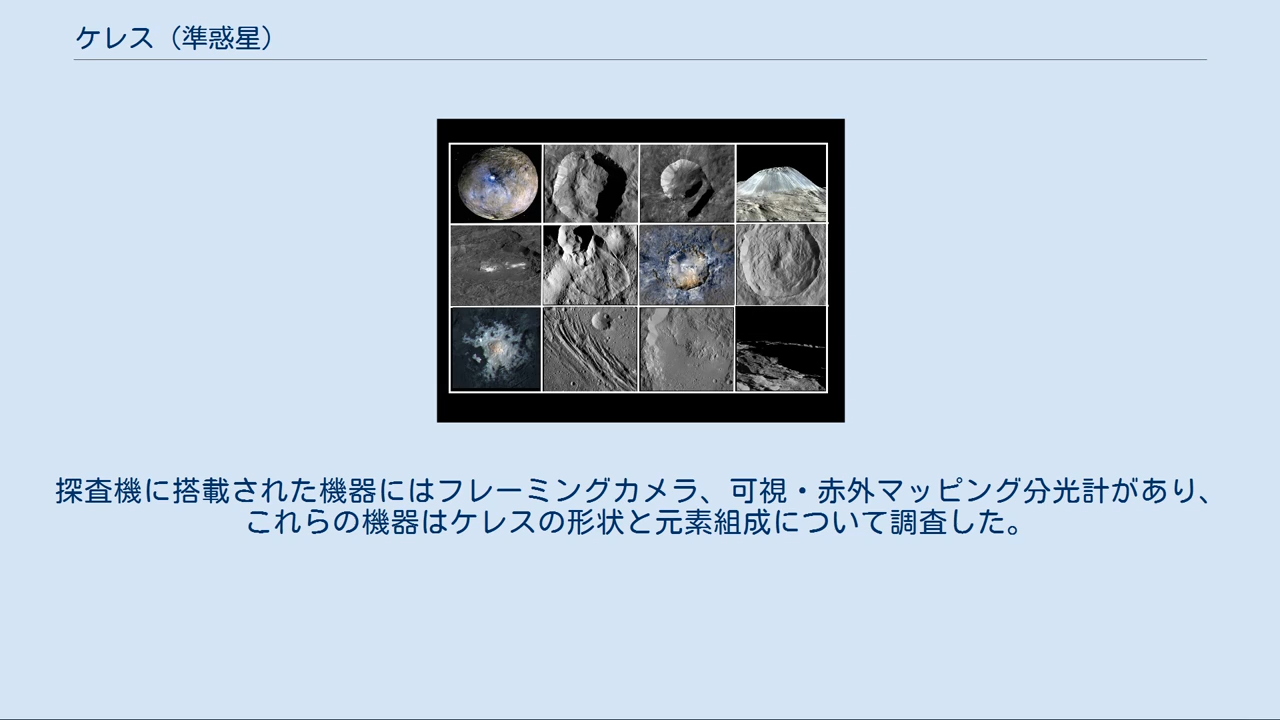 ケレス（準惑星）
探査機に搭載された機器にはフレーミングカメラ、可視・赤外マッピング分光計があり、
これらの機器はケレスの形状と元素組成について調査した。